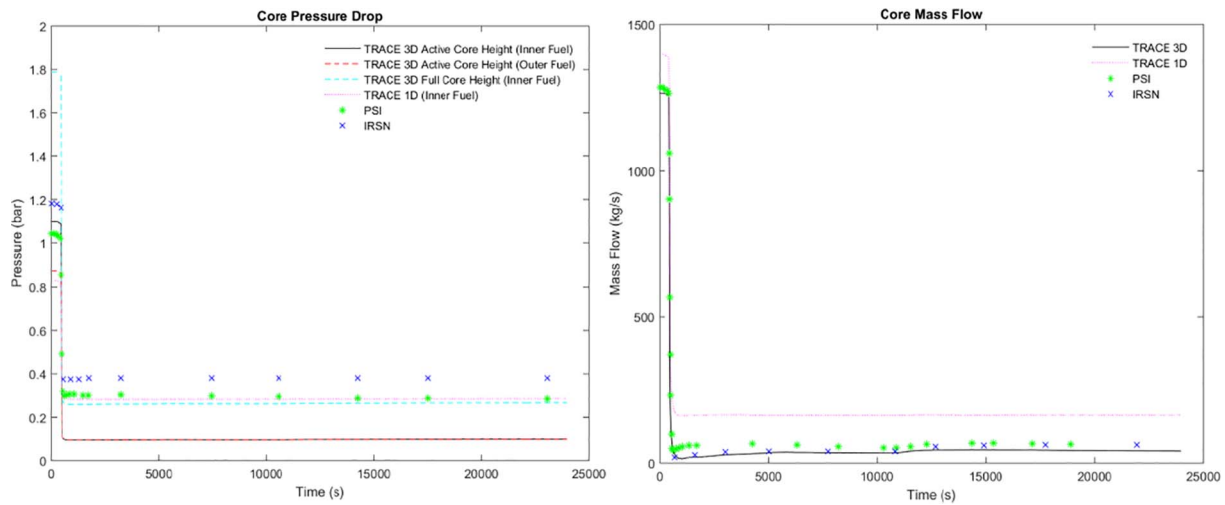 Core Pressure Drop
2
1.8
1.6
1.4
1.2
1
0.8
0.6
0.4
0.2
0
Pressure (bar)
TRACE 3D Active Core Height (Inner Fuel)
TRACE 3D Active Core Height (Outer Fuel)
TRACE 3D Full Core Height (Inner Fuel)
TRACE 1D (Inner Fuel)
PSI
IRSN
0 5000 10000 15000 20000 25000
Time (s)
Core Mass Flow
1500
1000
500
0
Mass Flow (kg/s)
TRACE 3D
TRACE 1D
PSI
IRSN
0 5000 10000 15000 20000 25000
Time (s)